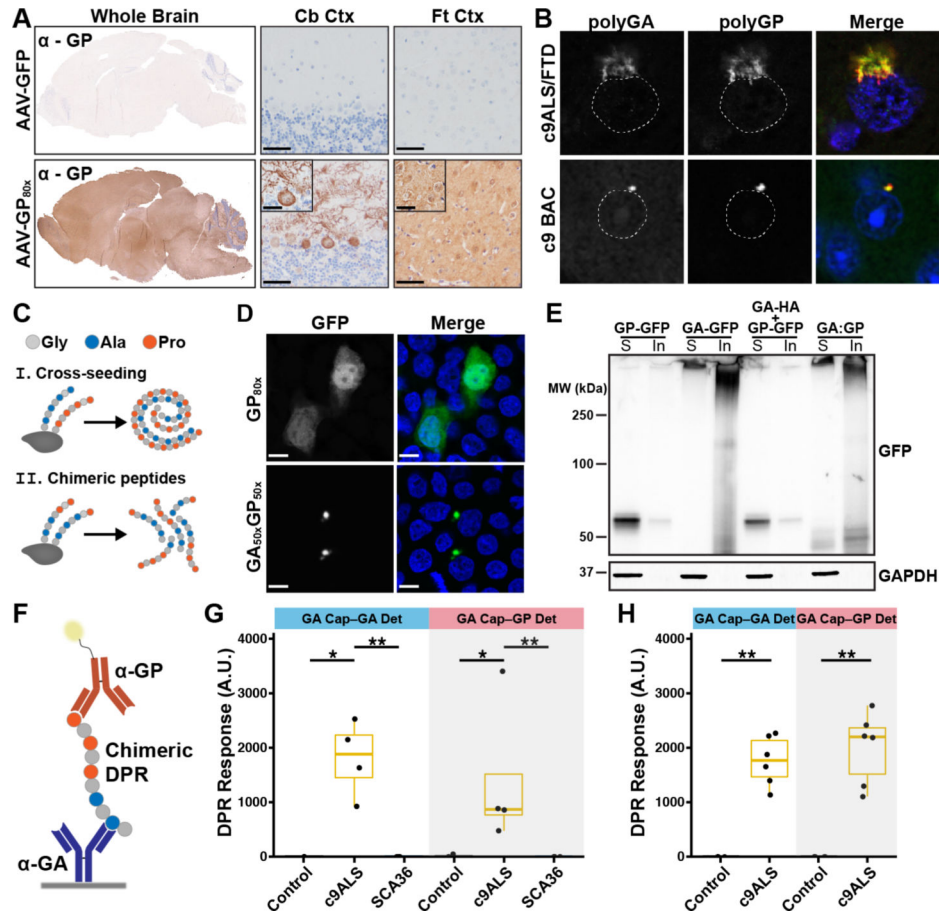 A
Whole Brain
Cb Ctx
Ft Ctx
AAV-GFP
α - GP
AAV-GP80x
α - GP
B
polyGA
polyGP
Merge
c9ALS/FTD
c9 BAC
C
Gly
Ala
Pro
I. Cross-seeding
II. Chimeric peptides
D
GFP
Merge
GP80x
GA50xGP50x
E
GP-GFP
GA-GFP
GA-HA
+
GP-GFP
GA:GP
S In S In S In S In
MW (kDa)
250
100
50
37
GFP
GAPDH
F
α-GP
Chimeric
DPR
α-GA
G
GA Cap–GA Det
GA Cap–GP Det
DPR Response (A.U.)
4000
3000
2000
1000
0
* ** * **
Control
c9ALS
SCA36
Control
c9ALS
SCA36
H
GA Cap–GA Det
GA Cap–GP Det
DPR Response (A.U.)
4000
3000
2000
1000
0
** **
Control
c9ALS
Control
c9ALS